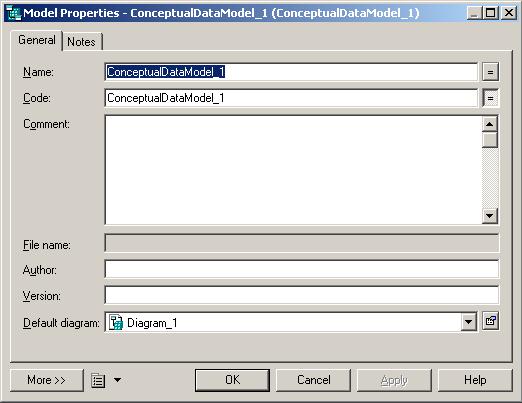 Model Properties - ConceptualDataModel_1 (ConceptualDataModel_1)
General Notes
Name: ConceptualDataModel_1 =
Code: ConceptualDataModel_1 =
Comment:
File name:
Author:
Version:
Default diagram: Diagram_1
More >> OK Cancel Apply Help